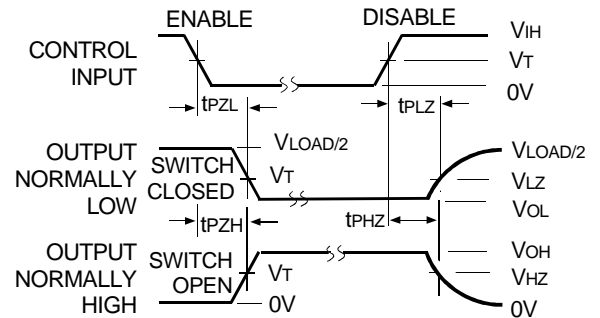 ENABLE DISABLE
CONTROL INPUT
VIH
VT
0V
tPZL tPLZ
OUTPUT NORMALLY LOW
SWITCH CLOSED
VLOAD/2
VT
VLOAD/2
VLZ
VOL
tPZH tPHZ
OUTPUT NORMALLY HIGH
SWITCH OPEN
VT
0V
VOH
VHZ
0V